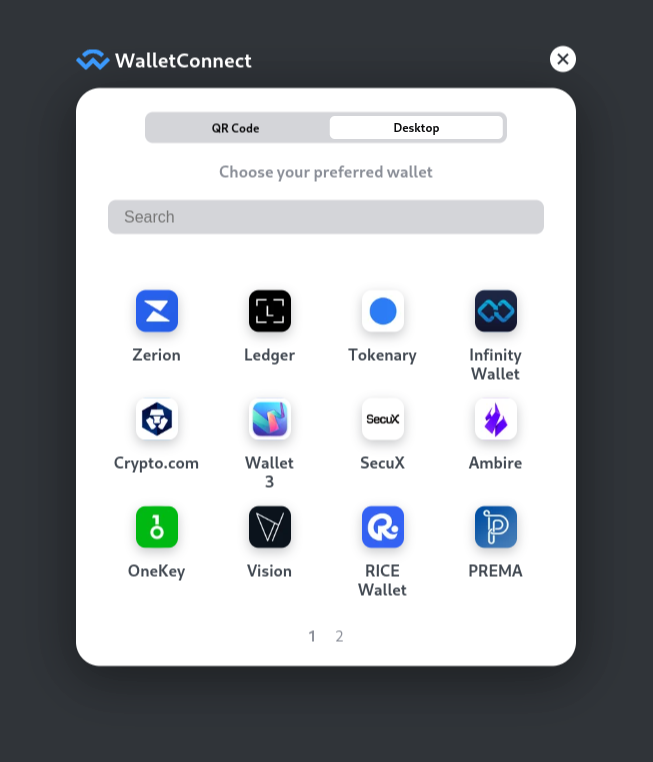 WalletConnect
QR Code
Desktop
Choose your preferred wallet
Search
L
Zerion
Ledger
Tokenary
Infinity
Wallet
SecuX
Crypto.com
Wallet
3
SecuX
Ambire
OneKey
Vision
RICE
Wallet
PREMA
1 2